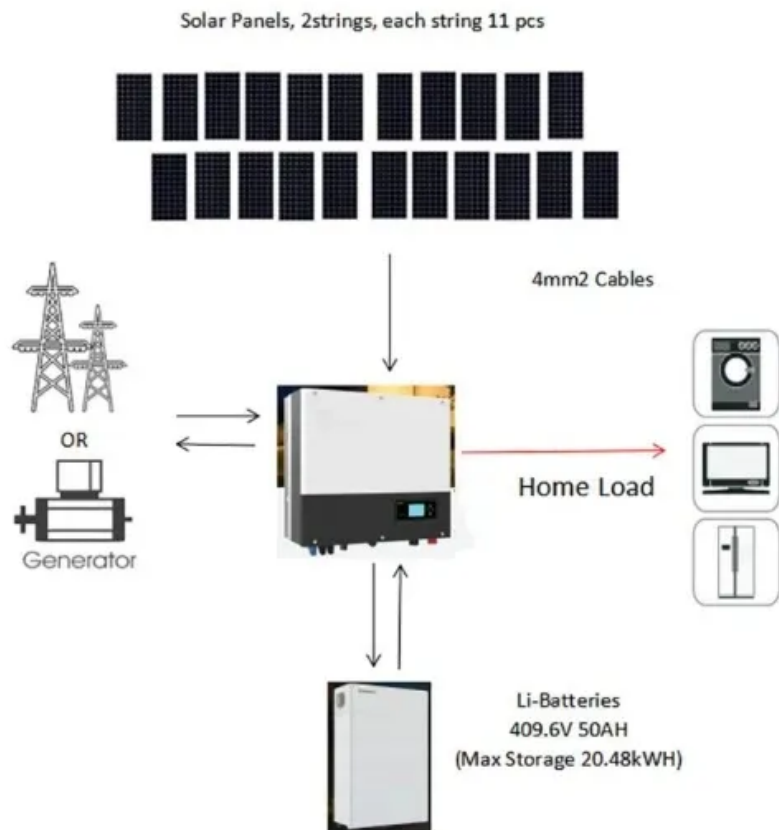 Solar Panels, 2strings, each string 11 pcs
4mm2 Cables
OR
Generator
Home Load
Li-Batteries
409.6V 50AH
(Max Storage 20.48kWH)